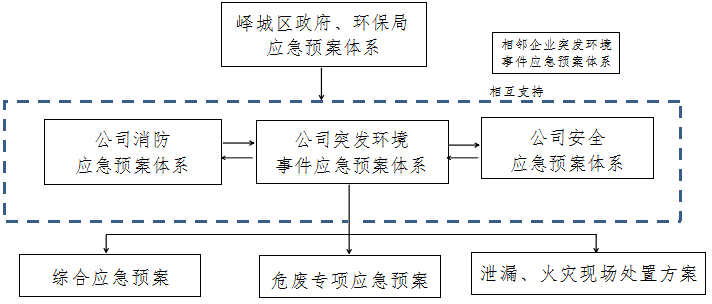 峄城区政府、环保局
应急预案体系
相邻企业突发环境
事件应急预案体系
相互支持
公司消防
应急预案体系
公司突发环境
事件应急预案体系
公司安全
应急预案体系
综合应急预案
危废专项应急预案
泄漏、火灾现场处置方案